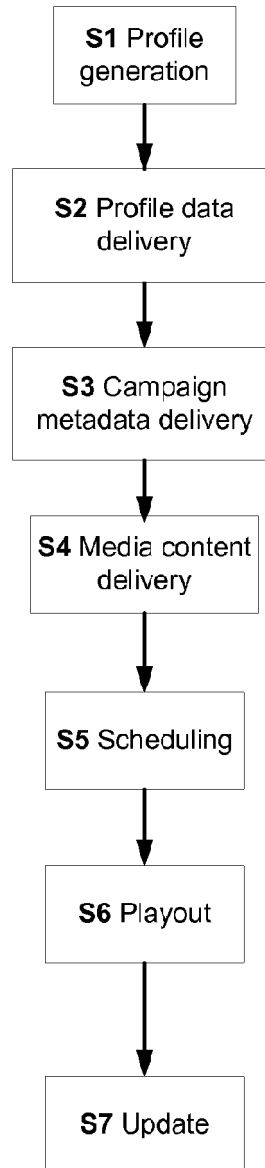 S1 Profile
generation
S2 Profile data
delivery
S3 Campaign
metadata delivery
S4 Media content
delivery
S5 Scheduling
S6 Playout
S7 Update